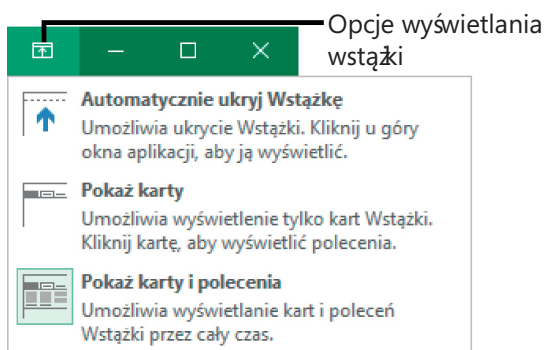 Opcje wyświetlania
wstążki
Automatycznie ukryj Wstążkę
Umożliwia ukrycie Wstążki. Kliknij u góry
okna aplikacji, aby ją wyświetlić.
Pokaż karty
Umożliwia wyświetlenie tylko kart Wstążki.
Kliknij kartę, aby wyświetlić polecenia.
Pokaż karty i polecenia
Umożliwia wyświetlanie kart i poleceń
Wstążki przez cały czas.